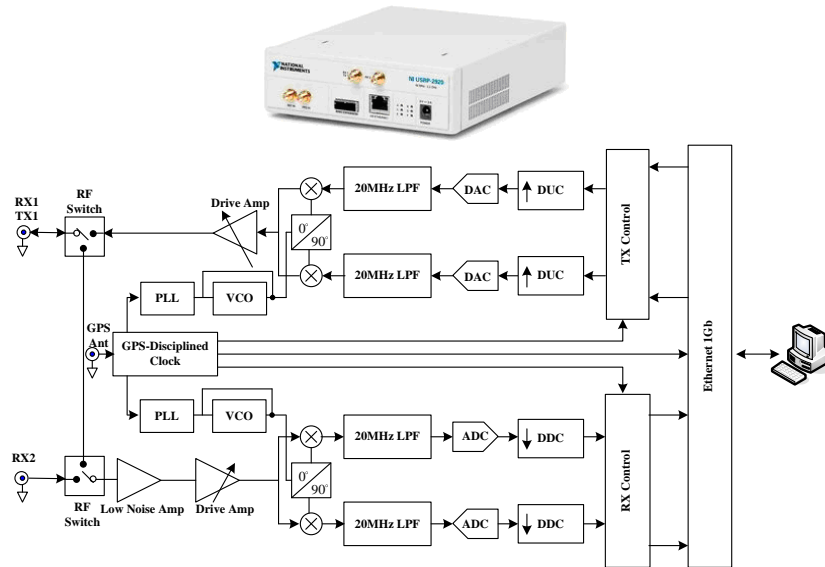 NATIONAL
INSTRUMENTS
NI USRP-2920
RX1
TX1
RF
Switch
Drive Amp
0°
90°
20MHz LPF
DAC
DUC
20MHz LPF
DAC
DUC
TX Control
Ethernet 1Gb
PLL
VCO
GPS
Ant
GPS-Disciplined
Clock
PLL
VCO
RX2
RF
Switch
Low Noise Amp
Drive Amp
0°
90°
20MHz LPF
ADC
DDC
20MHz LPF
ADC
DDC
RX Control